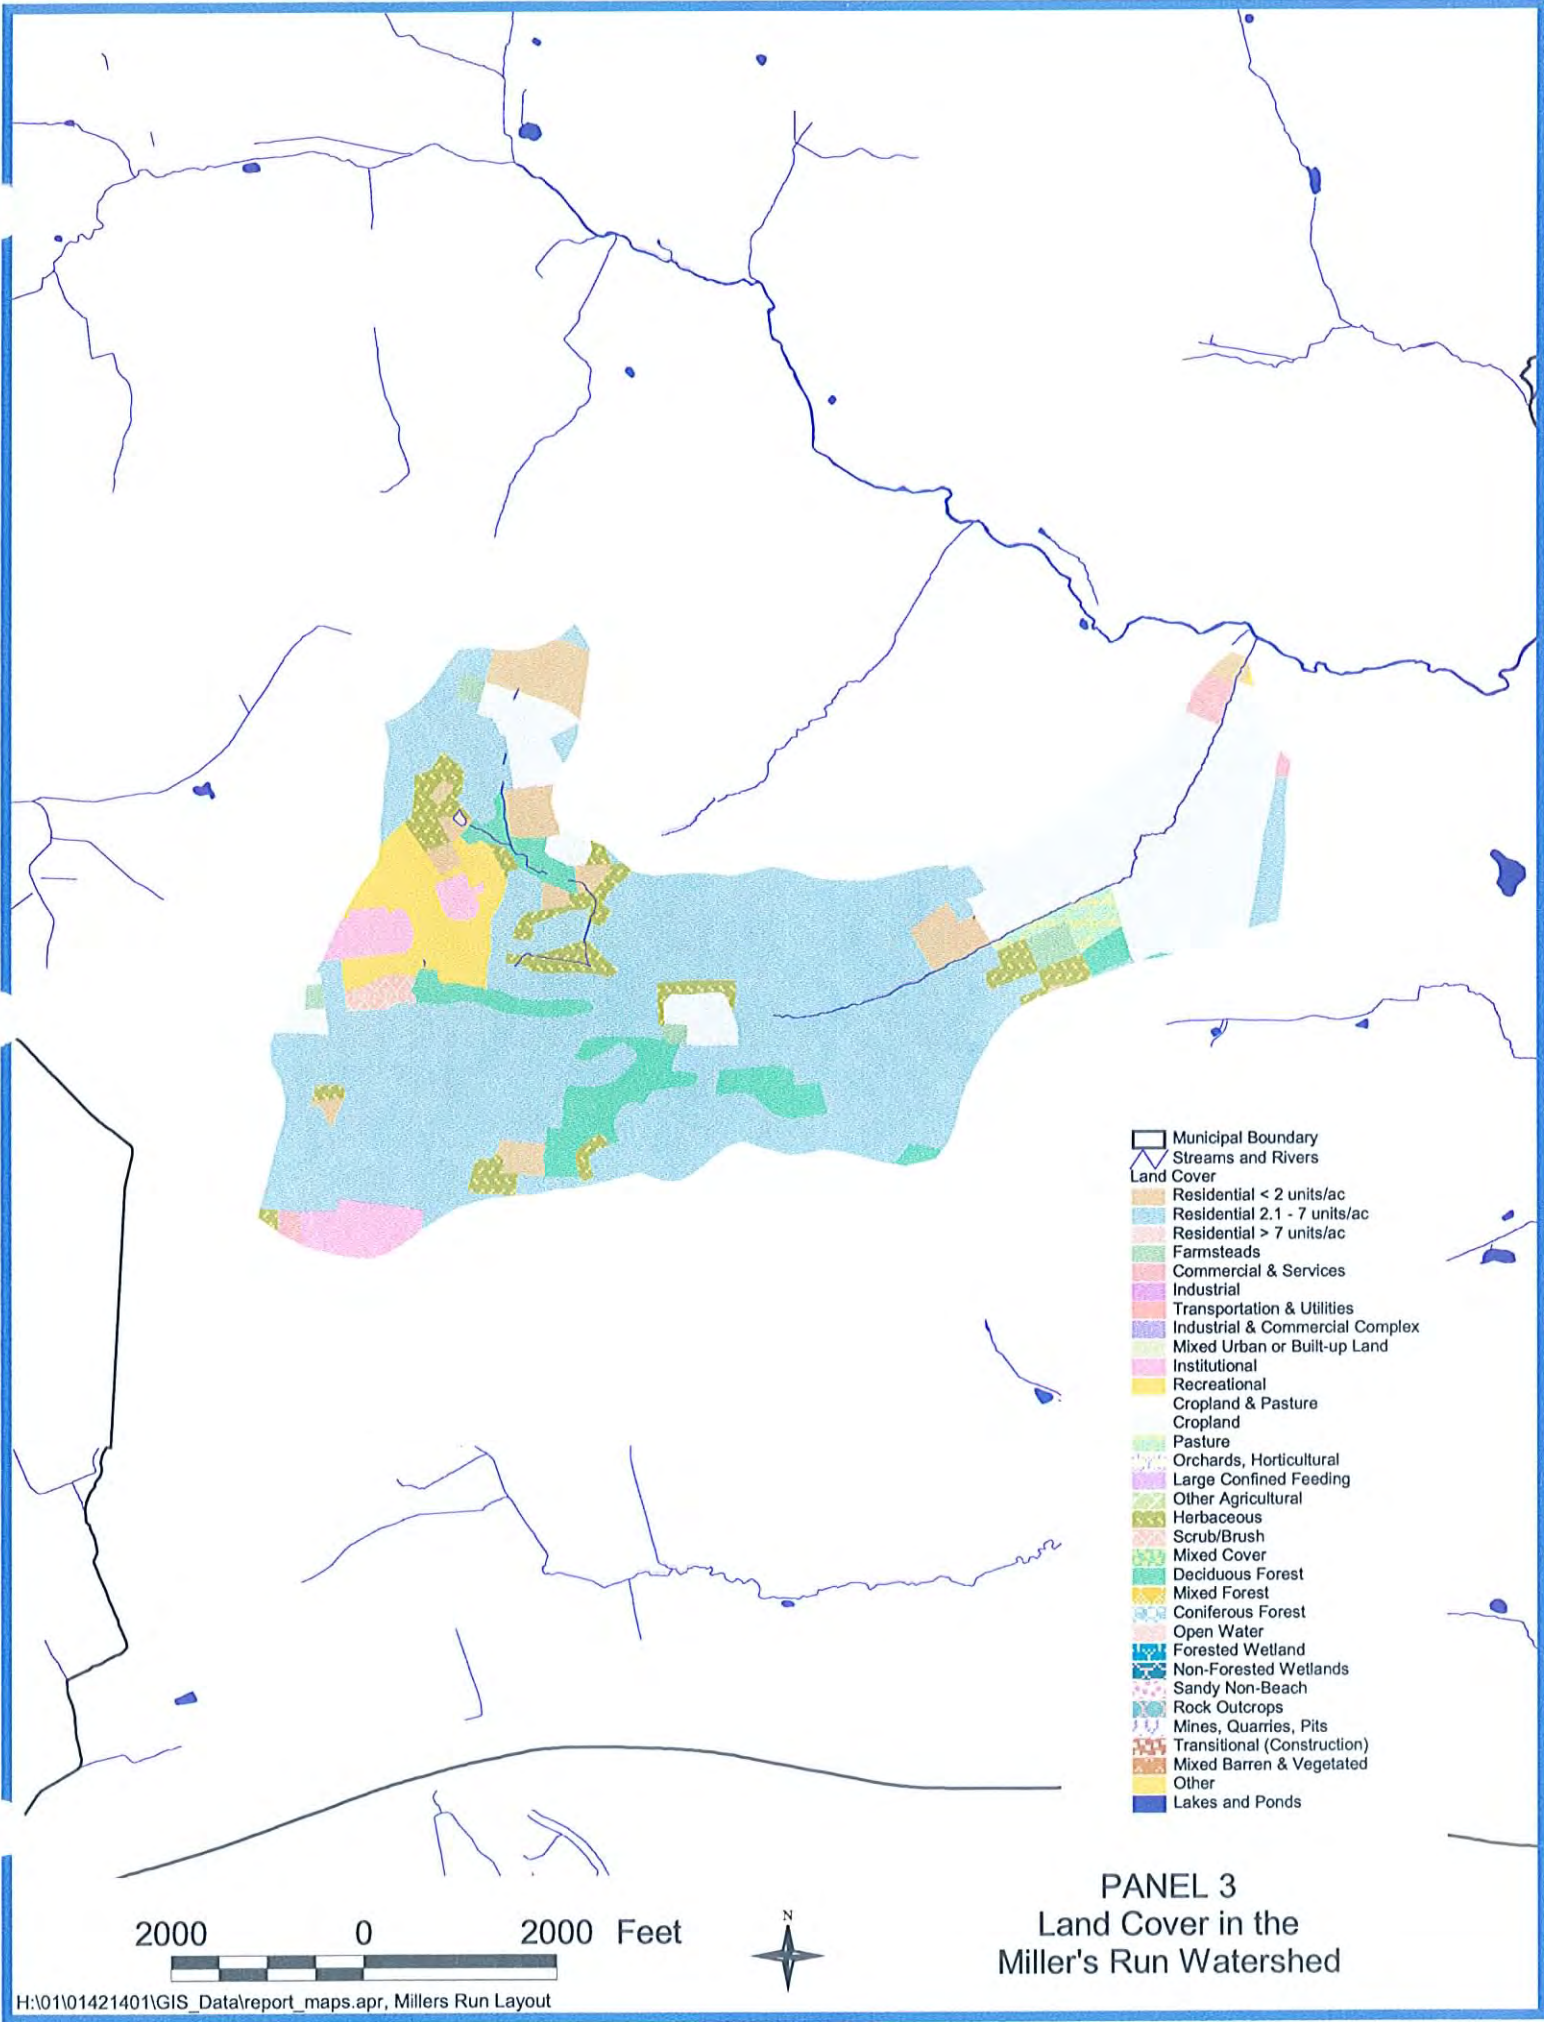 Municipal Boundary
Streams and Rivers
Land Cover
Residential < 2 units/ac
Residential 2.1 - 7 units/ac
Residential > 7 units/ac
Farmsteads
Commercial & Services
Industrial
Transportation & Utilities
Industrial & Commercial Complex
Mixed Urban or Built-up Land
Institutional
Recreational
Cropland & Pasture
Cropland
Pasture
Orchards, Horticultural
Large Confined Feeding
Other Agricultural
Herbaceous
Scrub/Brush
Mixed Cover
Deciduous Forest
Mixed Forest
Coniferous Forest
Open Water
Forested Wetland
Non-Forested Wetlands
Sandy Non-Beach
Rock Outcrops
Mines, Quarries, Pits
Transitional (Construction)
Mixed Barren & Vegetated
Other
Lakes and Ponds
PANEL 3
Land Cover in the
Miller's Run Watershed
N
2000 0 2000 Feet
H:\01\01421401\GIS_Data\report_maps.apr, Millers Run Layout